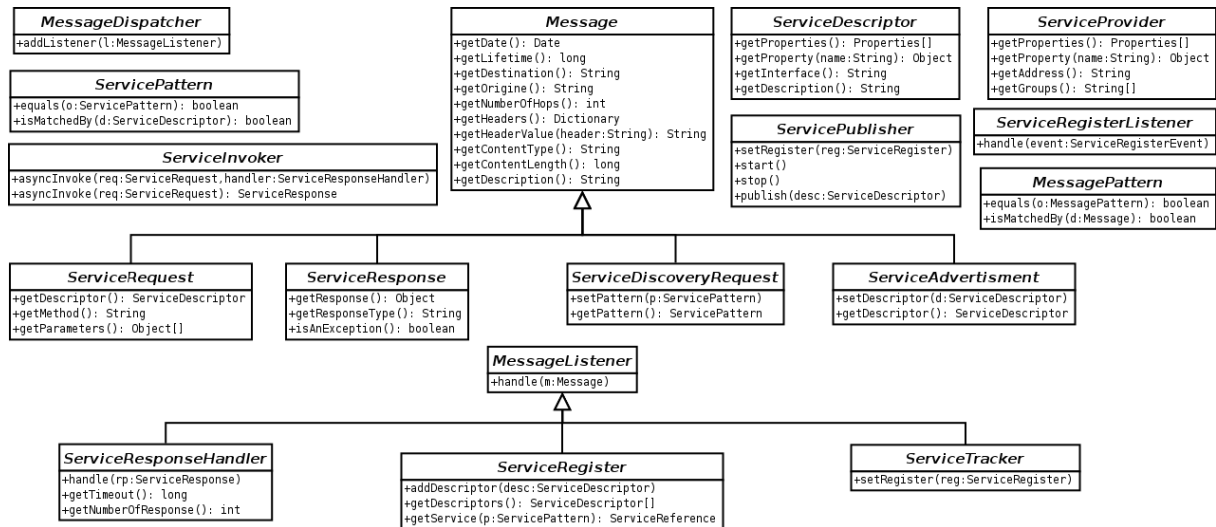 MessageDispatcher
+addListener(l:MessageListener)
ServicePattern
+equals(o:ServicePattern): boolean
+isMatchedBy(d:ServiceDescriptor): boolean
ServiceInvoker
+asyncInvoke(req:ServiceRequest,handler:ServiceResponseHandler)
+asyncInvoke(req:ServiceRequest): ServiceResponse
Message
+getDate(): Date
+getLifetime(): long
+getDestination(): String
+getOrigine(): String
+getNumberOfHops(): int
+getHeaders(): Dictionary
+getHeaderValue(header:String): String
+getContentType(): String
+getContentLength(): long
+getDescription(): String
ServiceDescriptor
+getProperties(): Properties[]
+getProperty(name:String): Object
+getInterface(): String
+getDescription(): String
ServicePublisher
+setRegister(reg:ServiceRegister)
+start()
+stop()
+publish(desc:ServiceDescriptor)
ServiceProvider
+getProperties(): Properties[]
+getProperty(name:String): Object
+getAddress(): String
+getGroups(): String[]
ServiceRegisterListener
+handle(event:ServiceRegisterEvent)
MessagePattern
+equals(o:MessagePattern): boolean
+isMatchedBy(d:Message): boolean
ServiceRequest
+getDescriptor(): ServiceDescriptor
+getMethod(): String
+getParameters(): Object[]
ServiceResponse
+getResponse(): Object
+getResponseType(): String
+isAnException(): boolean
ServiceDiscoveryRequest
+setPattern(p:ServicePattern)
+getPattern(): ServicePattern
ServiceAdvertisment
+setDescriptor(d:ServiceDescriptor)
+getDescriptor(): ServiceDescriptor
MessageListener
+handle(m:Message)
ServiceResponseHandler
+handle(rp:ServiceResponse)
+getTimeout(): long
+getNumberOfResponse(): int
ServiceRegister
+addDescriptor(desc:ServiceDescriptor)
+getDescriptors(): ServiceDescriptor[]
+getService(p:ServicePattern): ServiceReference
ServiceTracker
+setRegister(reg:ServiceRegister)